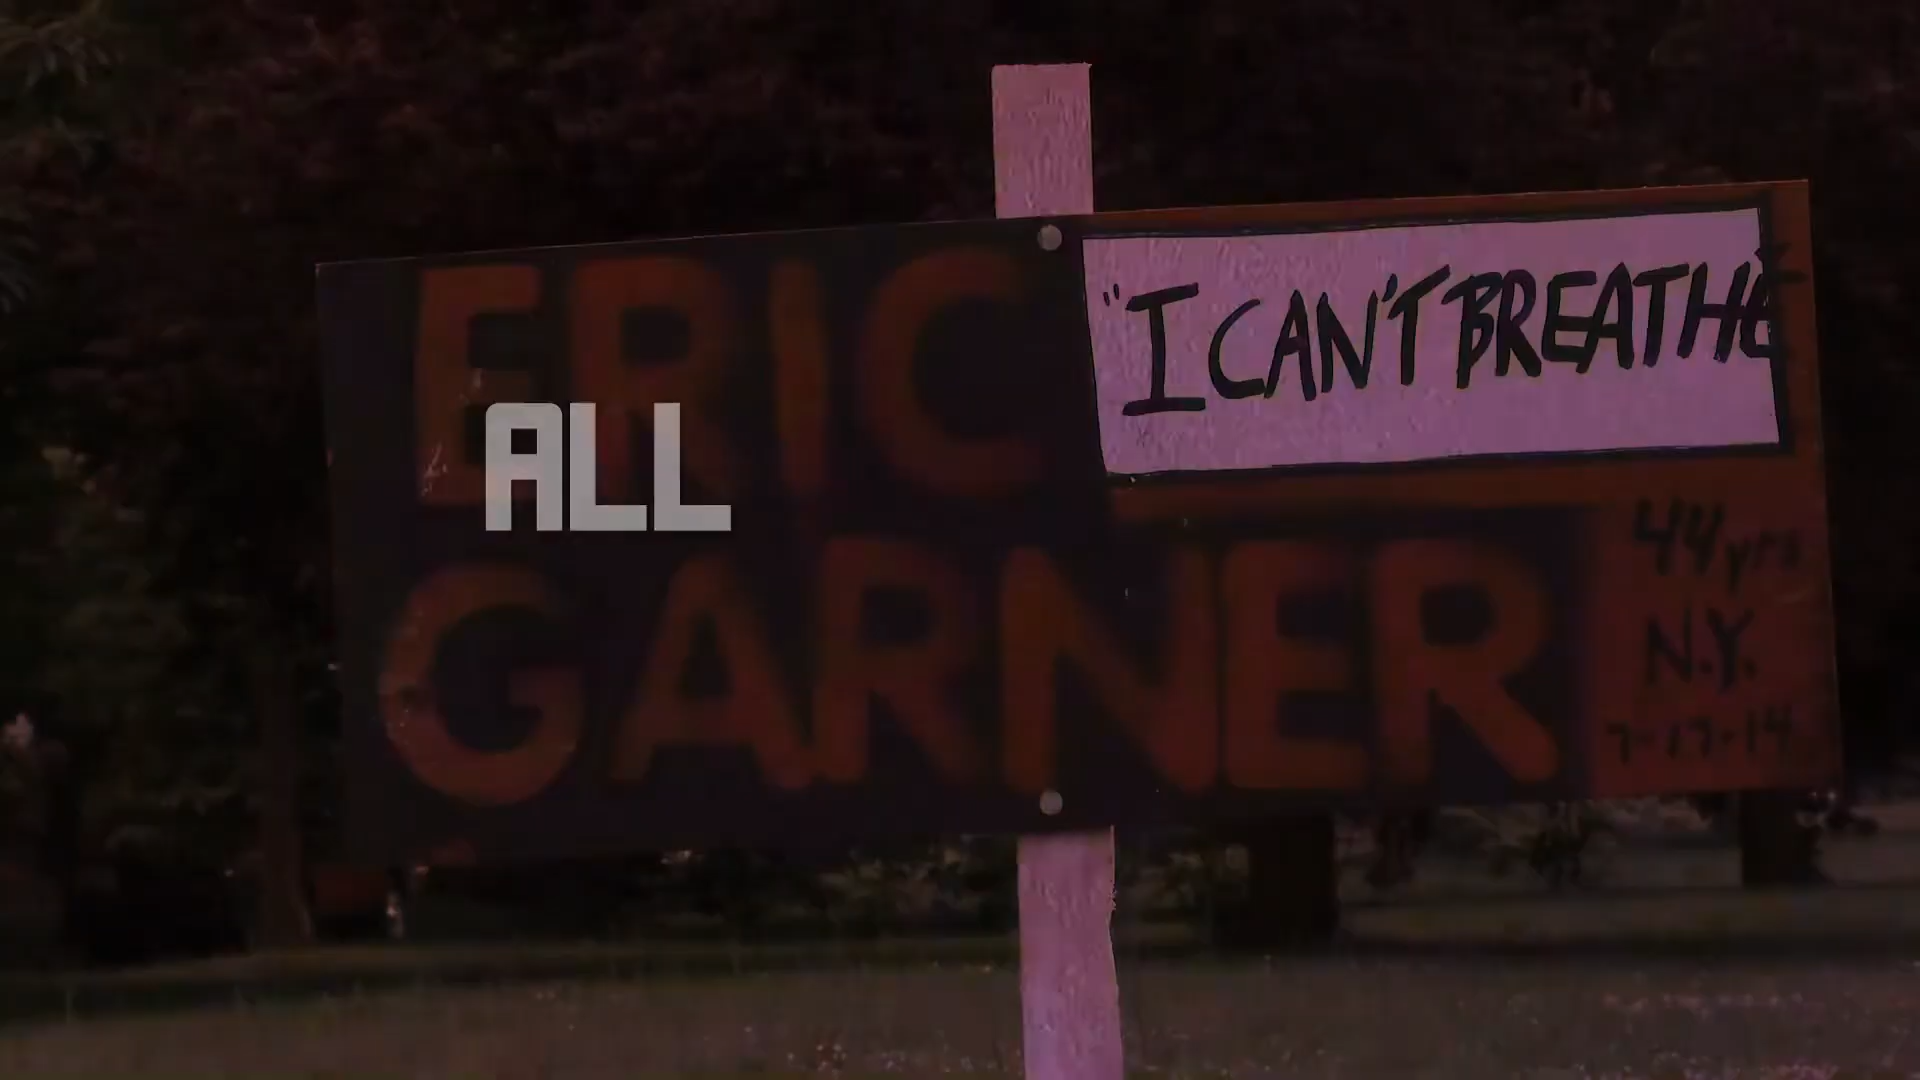 ERIC
"I CAN'T BREATHE
ALL
GARNER
44 yrs
N.Y.
7-17-14